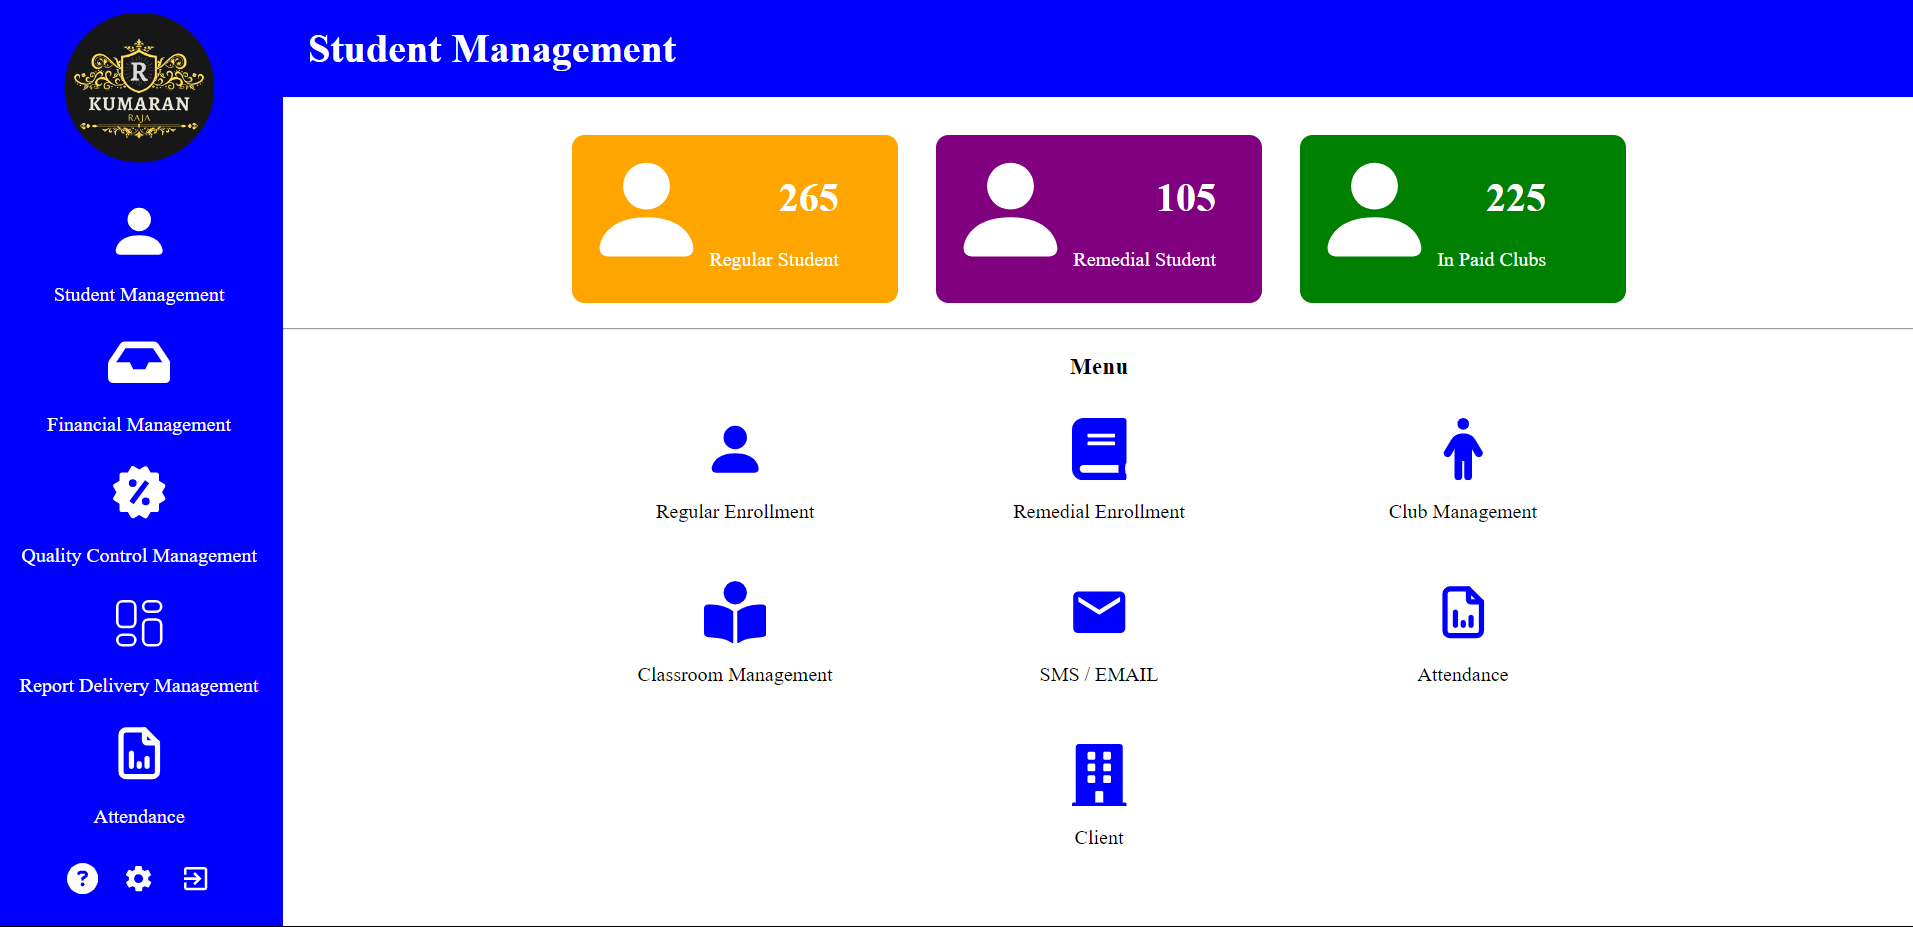 R
KUMARAN
RAJA
Student Management
Financial Management
Quality Control Management
Report Delivery Management
Attendance
?
Student Management
265
Regular Student
105
Remedial Student
225
In Paid Clubs
Menu
Regular Enrollment
Remedial Enrollment
Club Management
Classroom Management
SMS / EMAIL
Attendance
Client